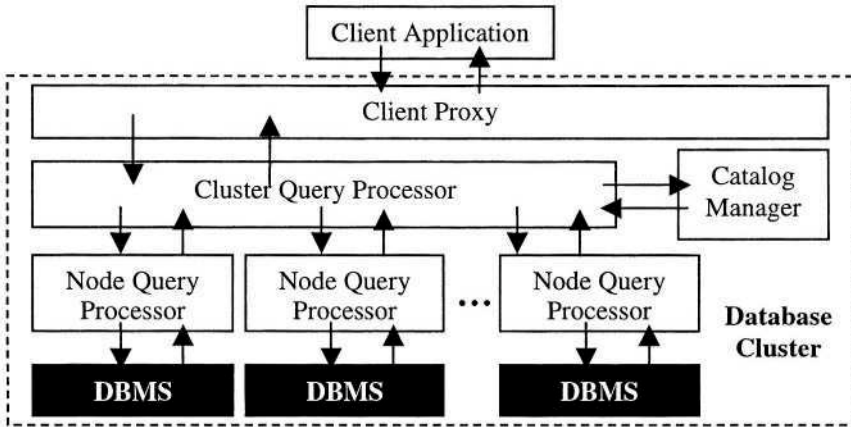 Client Application
Client Proxy
Cluster Query Processor
Catalog
Manager
Node Query
Processor
Node Query
Processor
...
Node Query
Processor
Database
Cluster
DBMS
DBMS
DBMS